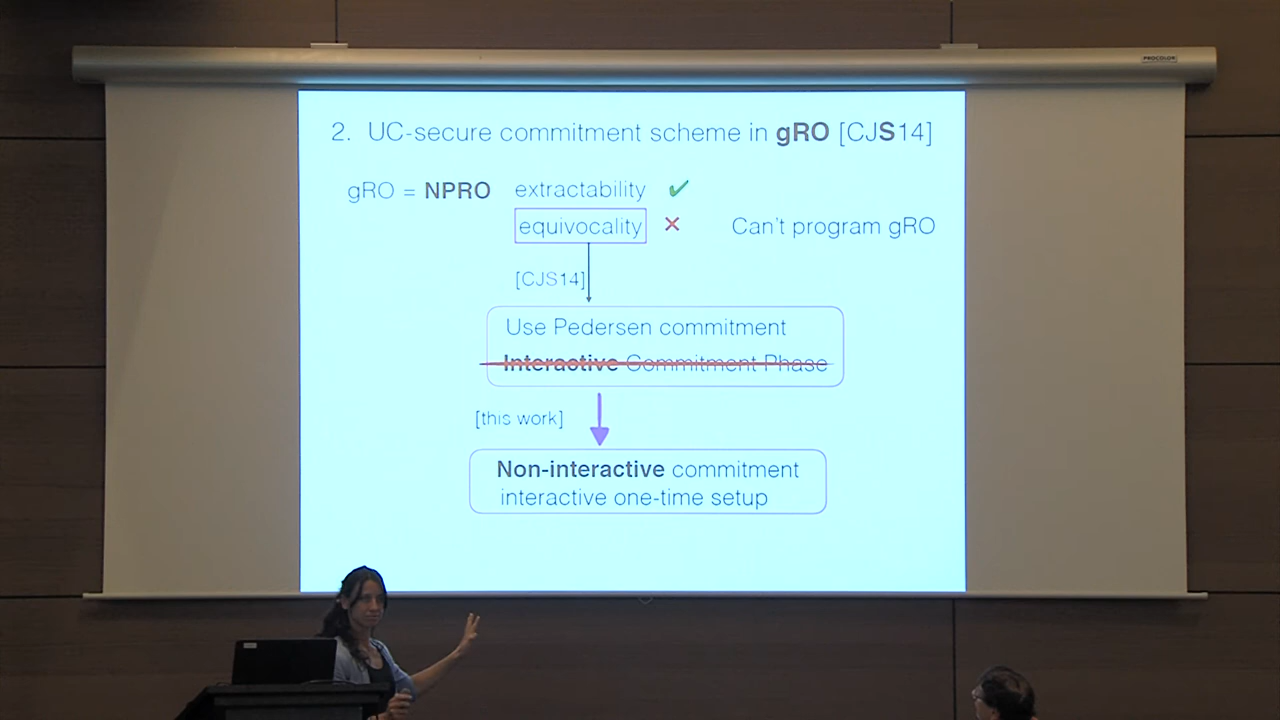 PROCOLOR
2. UC-secure commitment scheme in gRO [CJS14]
gRO = NPRO extractability ✓
equivocality ✕ Can't program gRO
[CJS14]
Use Pedersen commitment
Interactive Commitment Phase
[this work]
Non-interactive commitment
interactive one-time setup